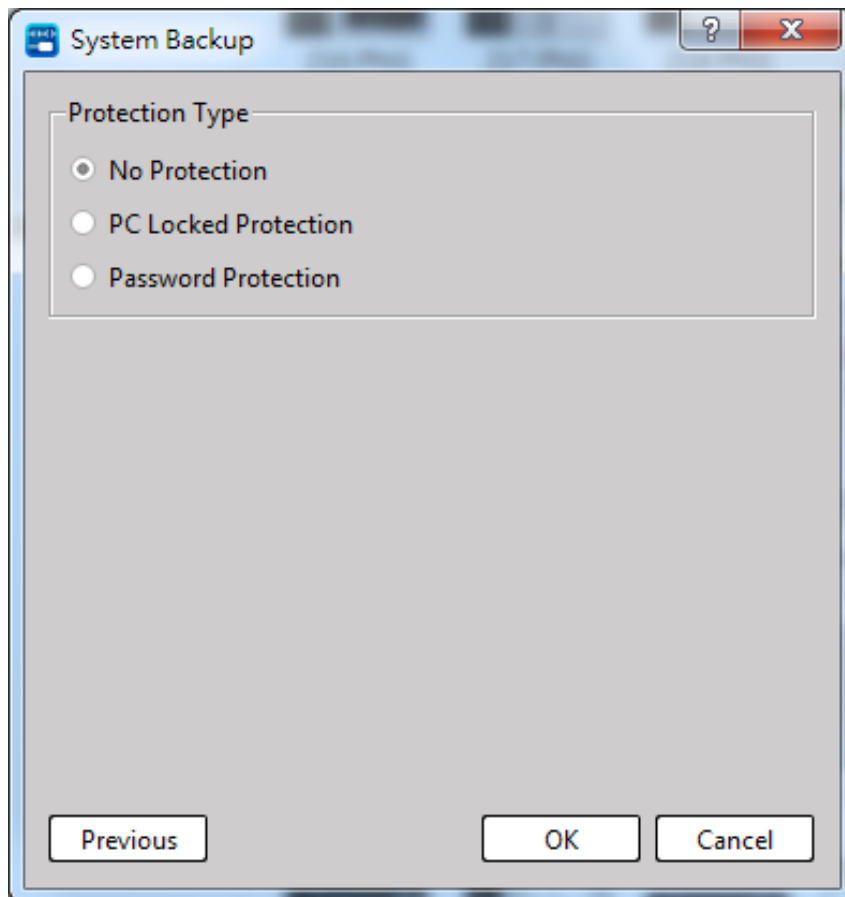 System Backup
Protection Type
No Protection
PC Locked Protection
Password Protection
Previous
OK
Cancel